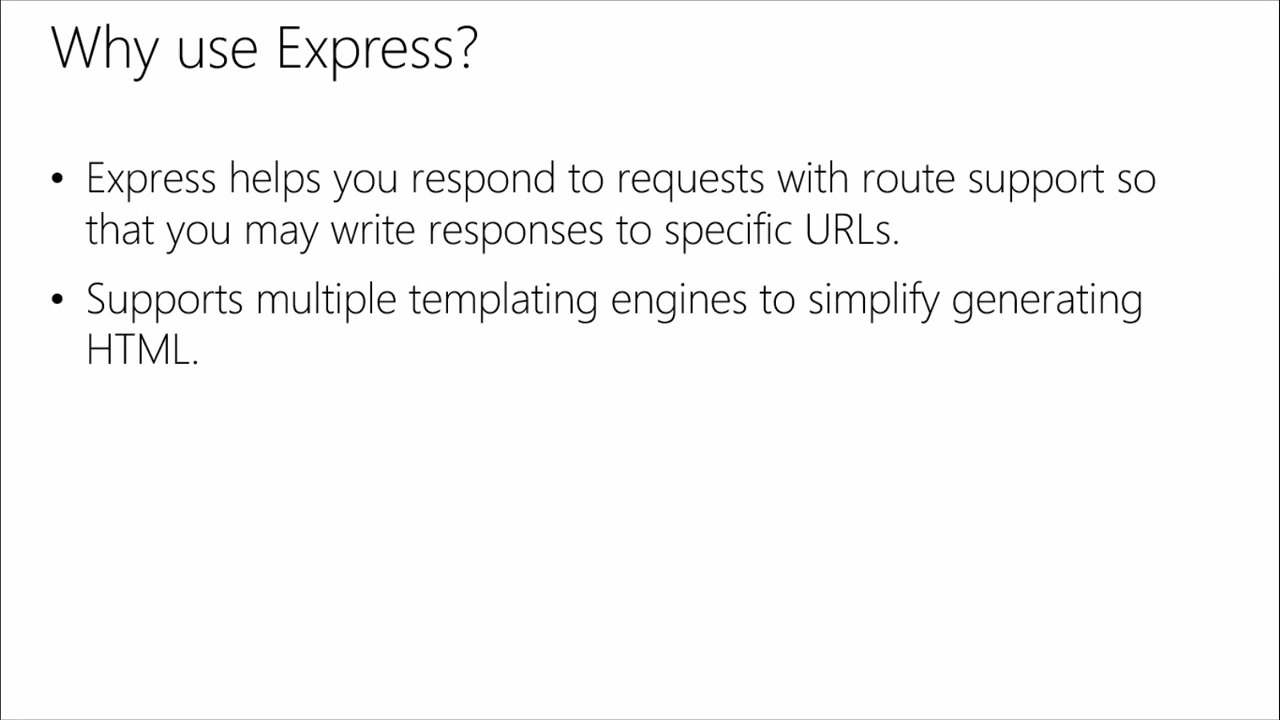 Why use Express?
• Express helps you respond to requests with route support so
that you may write responses to specific URLs.
• Supports multiple templating engines to simplify generating
HTML.